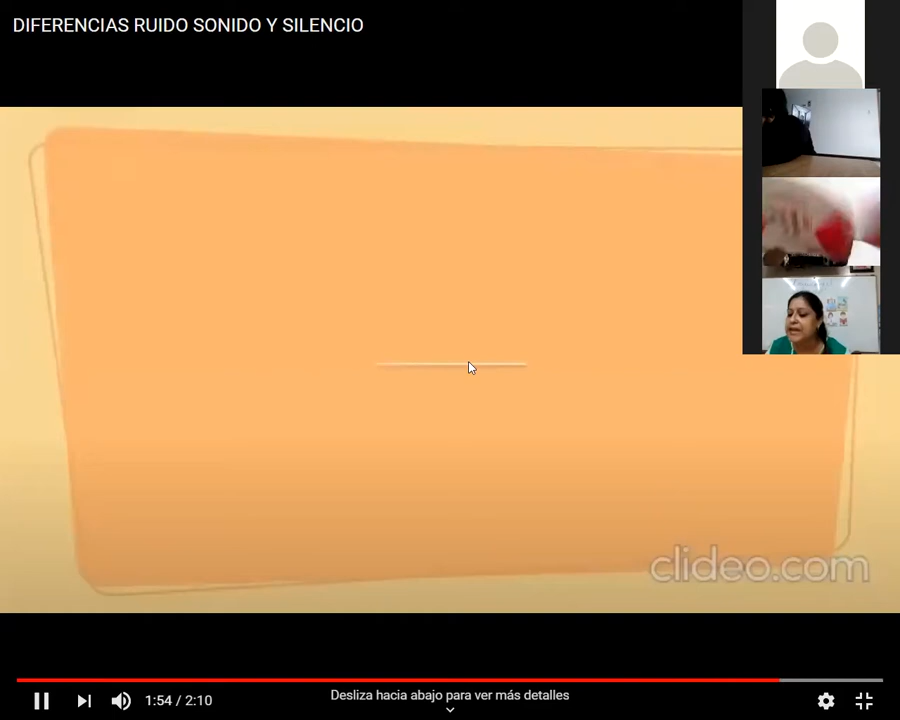 DIFERENCIAS RUIDO SONIDO Y SILENCIO
clideo.com
1:54 / 2:10
Desliza hacia abajo para ver más detalles